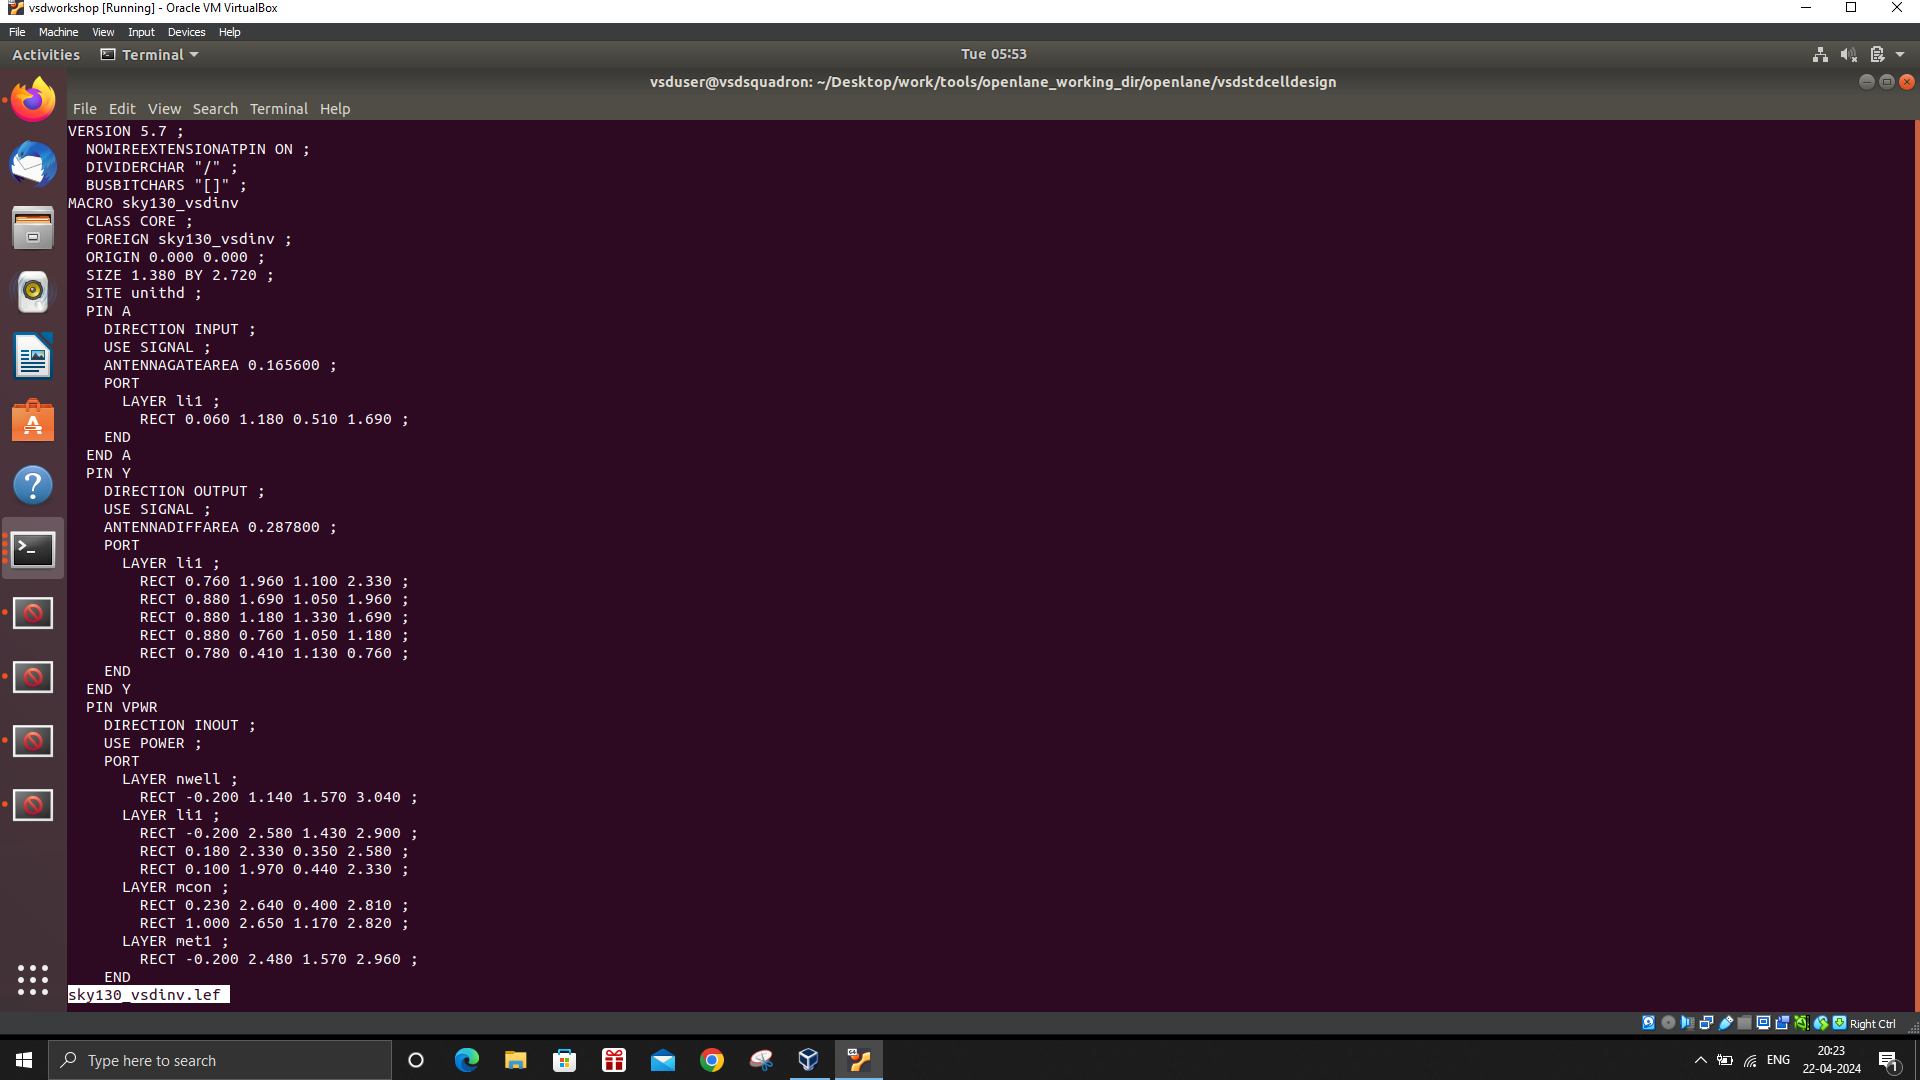 vsdworkshop [Running] - Oracle VM VirtualBox
File Machine View Input Devices Help
Activities Terminal Tue 05:53
vsduser@vsdsquadron: ~/Desktop/work/tools/openlane_working_dir/openlane/vsdstdcelldesign
File Edit View Search Terminal Help
VERSION 5.7 ;
  NOWIREEXTENSIONATPIN ON ;
  DIVIDERCHAR "/" ;
  BUSBITCHARS "[]" ;
MACRO sky130_vsdinv
  CLASS CORE ;
  FOREIGN sky130_vsdinv ;
  ORIGIN 0.000 0.000 ;
  SIZE 1.380 BY 2.720 ;
  SITE unithd ;
  PIN A
    DIRECTION INPUT ;
    USE SIGNAL ;
    ANTENNAGATEAREA 0.165600 ;
    PORT
      LAYER li1 ;
        RECT 0.060 1.180 0.510 1.690 ;
    END
  END A
  PIN Y
    DIRECTION OUTPUT ;
    USE SIGNAL ;
    ANTENNADIFFAREA 0.287800 ;
    PORT
      LAYER li1 ;
        RECT 0.760 1.960 1.100 2.330 ;
        RECT 0.880 1.690 1.050 1.960 ;
        RECT 0.880 1.180 1.330 1.690 ;
        RECT 0.880 0.760 1.050 1.180 ;
        RECT 0.780 0.410 1.130 0.760 ;
    END
  END Y
  PIN VPWR
    DIRECTION INOUT ;
    USE POWER ;
    PORT
      LAYER nwell ;
        RECT -0.200 1.140 1.570 3.040 ;
      LAYER li1 ;
        RECT -0.200 2.580 1.430 2.900 ;
        RECT 0.180 2.330 0.350 2.580 ;
        RECT 0.100 1.970 0.440 2.330 ;
      LAYER mcon ;
        RECT 0.230 2.640 0.400 2.810 ;
        RECT 1.000 2.650 1.170 2.820 ;
      LAYER met1 ;
        RECT -0.200 2.480 1.570 2.960 ;
    END
sky130_vsdinv.lef
Right Ctrl
Type here to search
ENG
20:23
22-04-2024
1